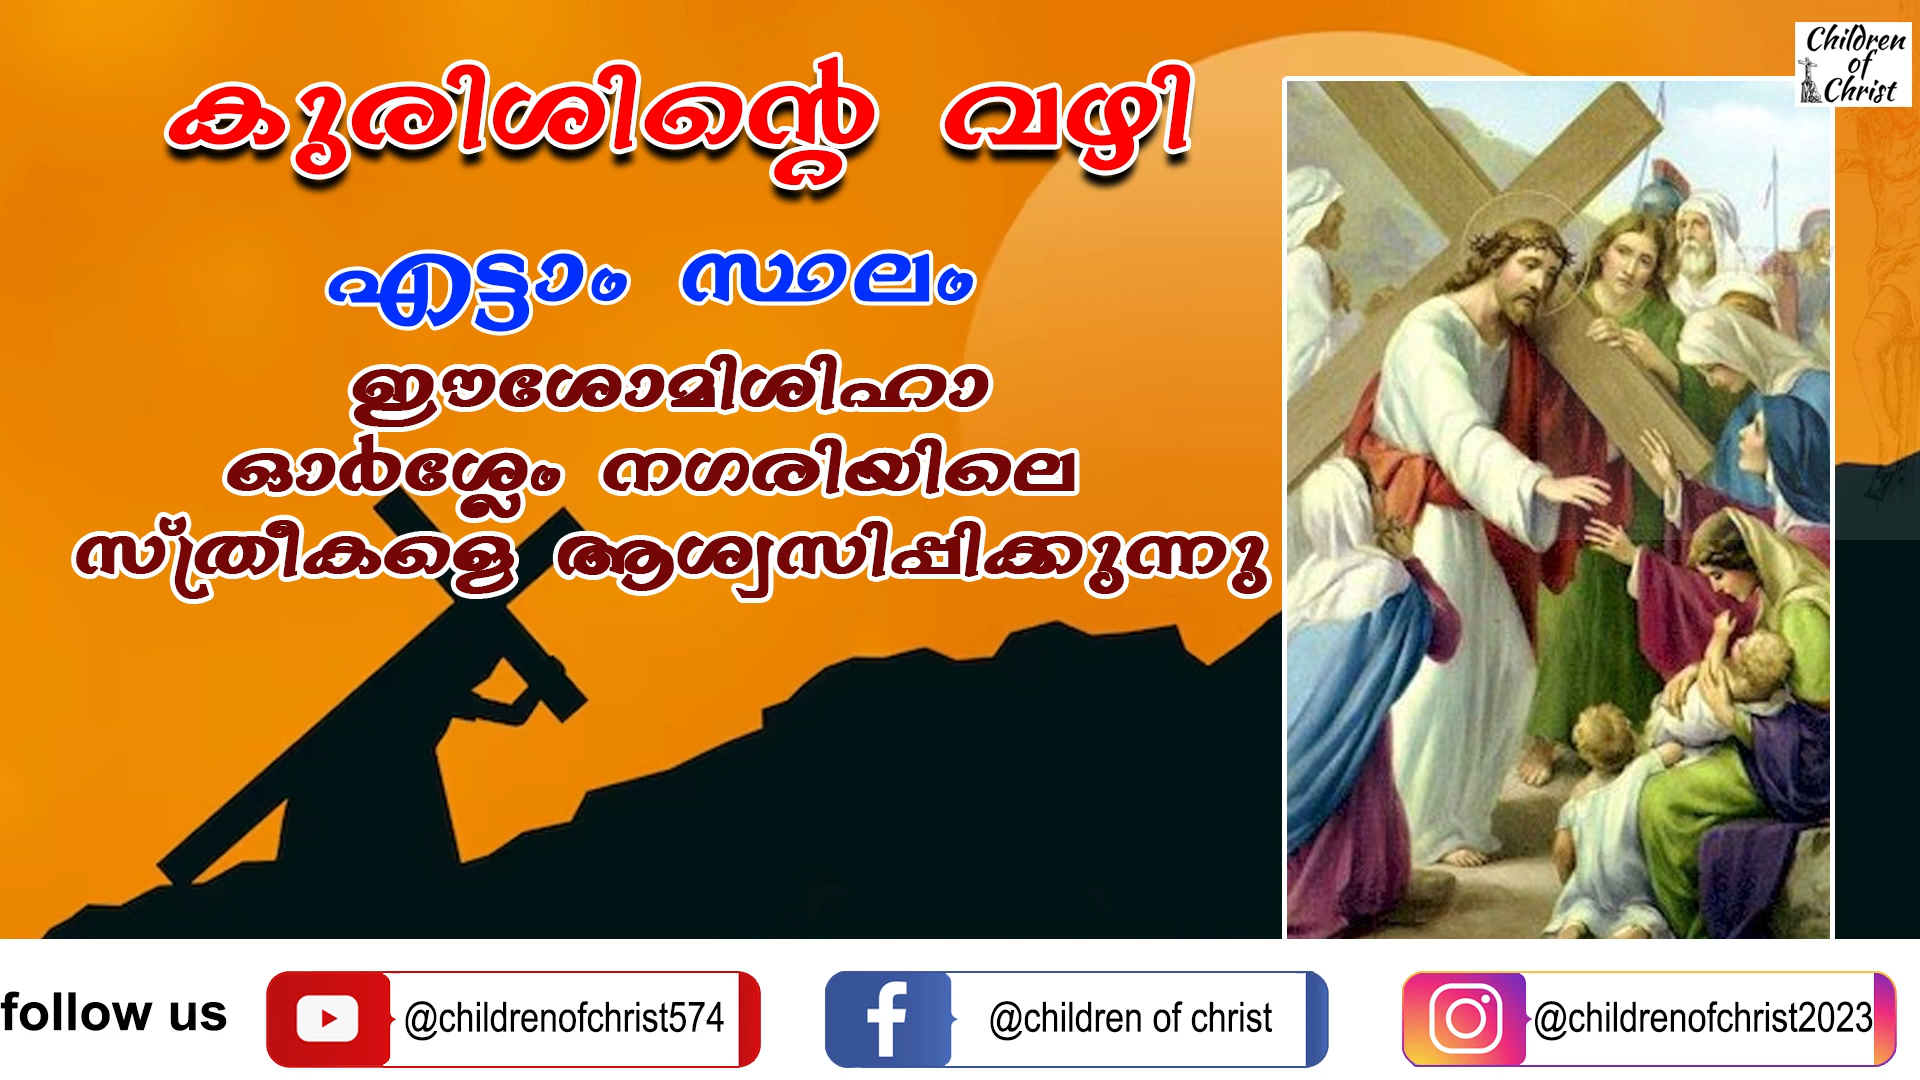 Children
of
Christ
കുരിശിന്റെ വഴി
എട്ടാം സ്ഥലം
ഈശോമിശിഹാ
ഓർശ്ലേം നഗരിയിലെ
സ്ത്രീകളെ ആശ്വസിപ്പിക്കുന്നു
follow us
@childrenofchrist574
@children of christ
@childrenofchrist2023